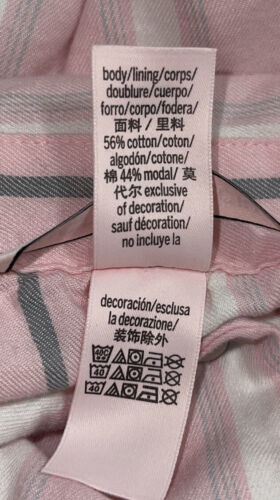 body/lining/corps/
doublure/cuerpo/
forro/corpo/fodera/
面料 / 里料
56% cotton/coton/
algodón/cotone/
棉 44% modal/ 莫
代尔 exclusive
of decoration/
sauf décoration/
no incluye la
decoración/esclusa
la decorazione/
装饰除外
40
40